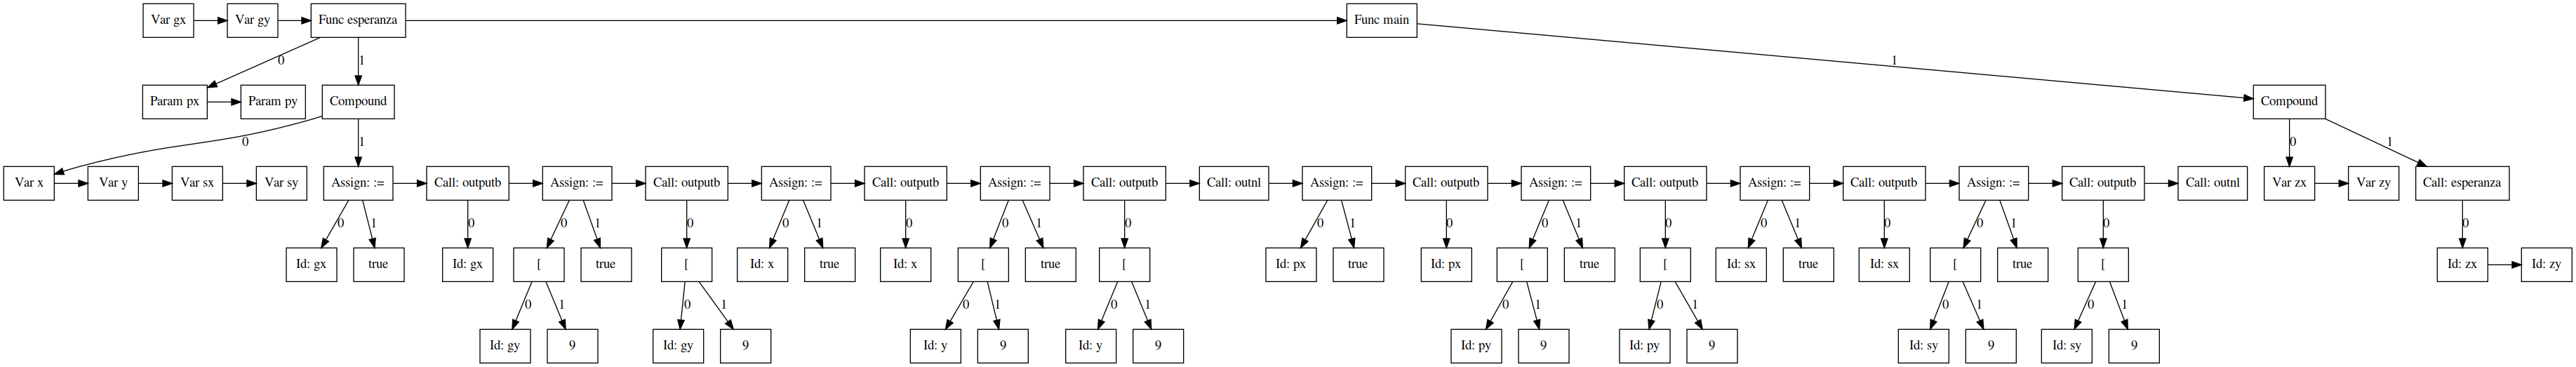 Var gx Var gy Func esperanza Func main
0 1 1
Param px Param py Compound Compound
0 1 0 1
Var x Var y Var sx Var sy Assign: := Call: outputb Assign: := Call: outputb Assign: := Call: outputb Assign: := Call: outputb Call: outnl Assign: := Call: outputb Assign: := Call: outputb Assign: := Call: outputb Assign: := Call: outputb Call: outnl Var zx Var zy Call: esperanza
0 1 0 0 1 0 0 1 0 0 1 0 0 1 0 0 1 0 0 1 0 0 1 0 0
Id: gx true Id: gx [ true [ Id: x true Id: x [ true [ Id: px true Id: px [ true [ Id: sx true Id: sx [ true [ Id: zx Id: zy
0 1 0 1 0 1 0 1 0 1 0 1 0 1 0 1
Id: gy 9 Id: gy 9 Id: y 9 Id: y 9 Id: py 9 Id: py 9 Id: sy 9 Id: sy 9